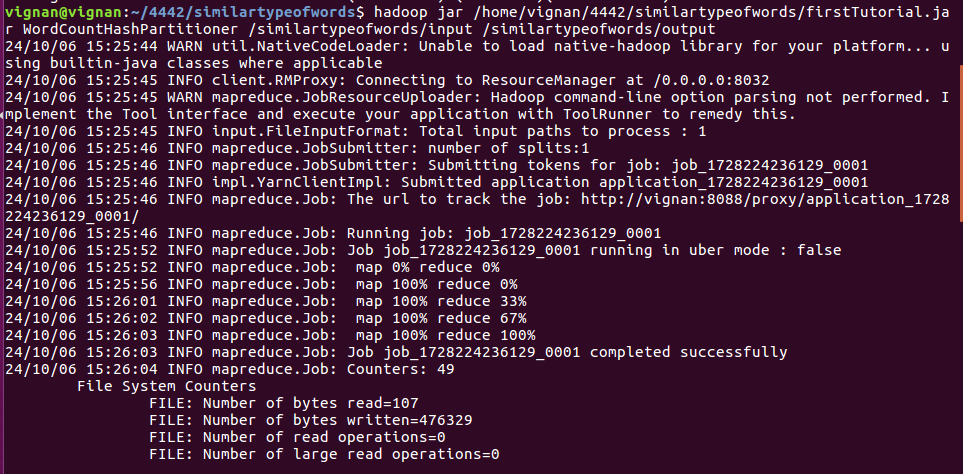 vignan@vignan:~/4442/similartypeofwords$ hadoop jar /home/vignan/4442/similartypeofwords/firstTutorial.ja
r WordCountHashPartitioner /similartypeofwords/input /similartypeofwords/output
24/10/06 15:25:44 WARN util.NativeCodeLoader: Unable to load native-hadoop library for your platform... u
sing builtin-java classes where applicable
24/10/06 15:25:45 INFO client.RMProxy: Connecting to ResourceManager at /0.0.0.0:8032
24/10/06 15:25:45 WARN mapreduce.JobResourceUploader: Hadoop command-line option parsing not performed. I
mplement the Tool interface and execute your application with ToolRunner to remedy this.
24/10/06 15:25:45 INFO input.FileInputFormat: Total input paths to process : 1
24/10/06 15:25:46 INFO mapreduce.JobSubmitter: number of splits:1
24/10/06 15:25:46 INFO mapreduce.JobSubmitter: Submitting tokens for job: job_1728224236129_0001
24/10/06 15:25:46 INFO impl.YarnClientImpl: Submitted application application_1728224236129_0001
24/10/06 15:25:46 INFO mapreduce.Job: The url to track the job: http://vignan:8088/proxy/application_1728
224236129_0001/
24/10/06 15:25:46 INFO mapreduce.Job: Running job: job_1728224236129_0001
24/10/06 15:25:52 INFO mapreduce.Job: Job job_1728224236129_0001 running in uber mode : false
24/10/06 15:25:52 INFO mapreduce.Job:  map 0% reduce 0%
24/10/06 15:25:56 INFO mapreduce.Job:  map 100% reduce 0%
24/10/06 15:26:01 INFO mapreduce.Job:  map 100% reduce 33%
24/10/06 15:26:02 INFO mapreduce.Job:  map 100% reduce 67%
24/10/06 15:26:03 INFO mapreduce.Job:  map 100% reduce 100%
24/10/06 15:26:03 INFO mapreduce.Job: Job job_1728224236129_0001 completed successfully
24/10/06 15:26:04 INFO mapreduce.Job: Counters: 49
File System Counters
FILE: Number of bytes read=107
FILE: Number of bytes written=476329
FILE: Number of read operations=0
FILE: Number of large read operations=0